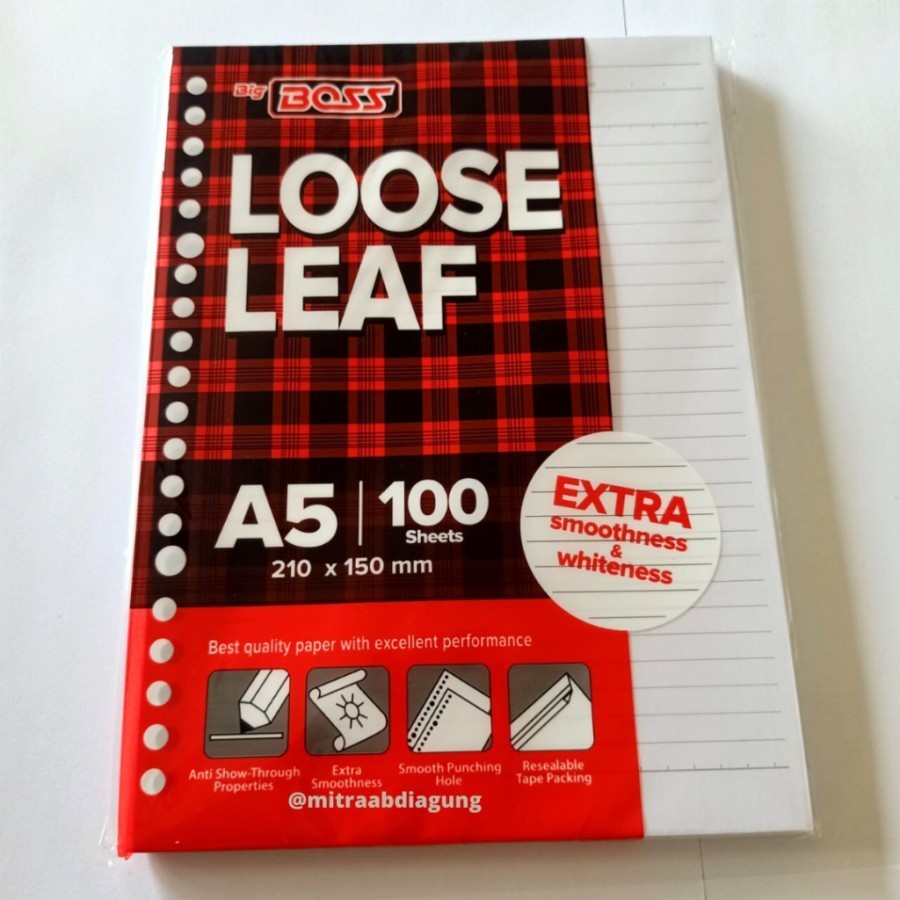 Big BOSS
LOOSE
LEAF
A5 | 100
Sheets
210 x 150 mm
EXTRA
smoothness
&
whiteness
Best quality paper with excellent performance
Anti Show-Through
Properties
Extra
Smoothness
Smooth Punching
Hole
Resealable
Tape Packing
@mitraabdiagung